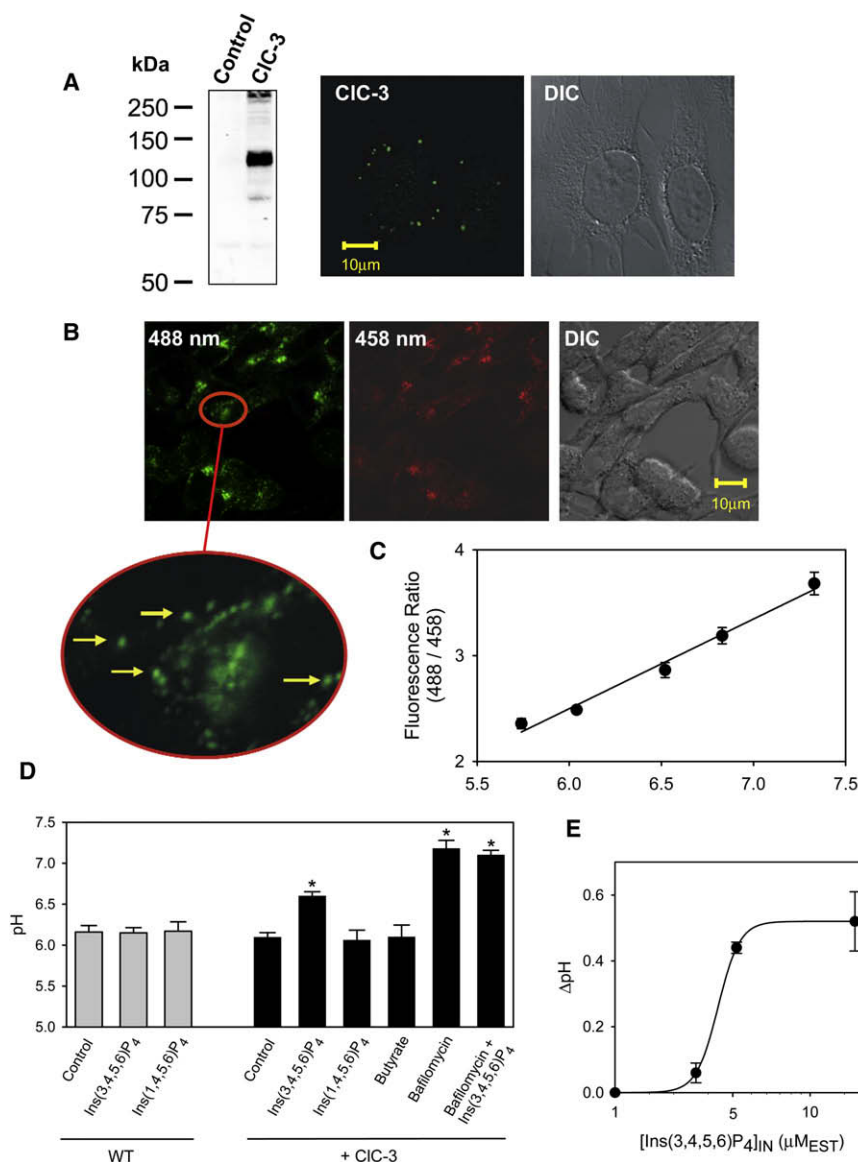 A
kDa
Control
ClC-3
250
150
100
75
50
ClC-3
10μm
DIC
B
488 nm
458 nm
DIC
10μm
C
Fluorescence Ratio
(488 / 458)
4
3
2
5.5 6.0 6.5 7.0 7.5
D
pH
7.5
7.0
6.5
6.0
5.5
5.0
*
*
*
Control
Ins(3,4,5,6)P4
Ins(1,4,5,6)P4
Control
Ins(3,4,5,6)P4
Ins(1,4,5,6)P4
Butyrate
Bafilomycin
Bafilomycin +
Ins(3,4,5,6)P4
WT
+ ClC-3
E
ΔpH
0.6
0.4
0.2
0.0
1 5 10
[Ins(3,4,5,6)P4]IN (μMEST)